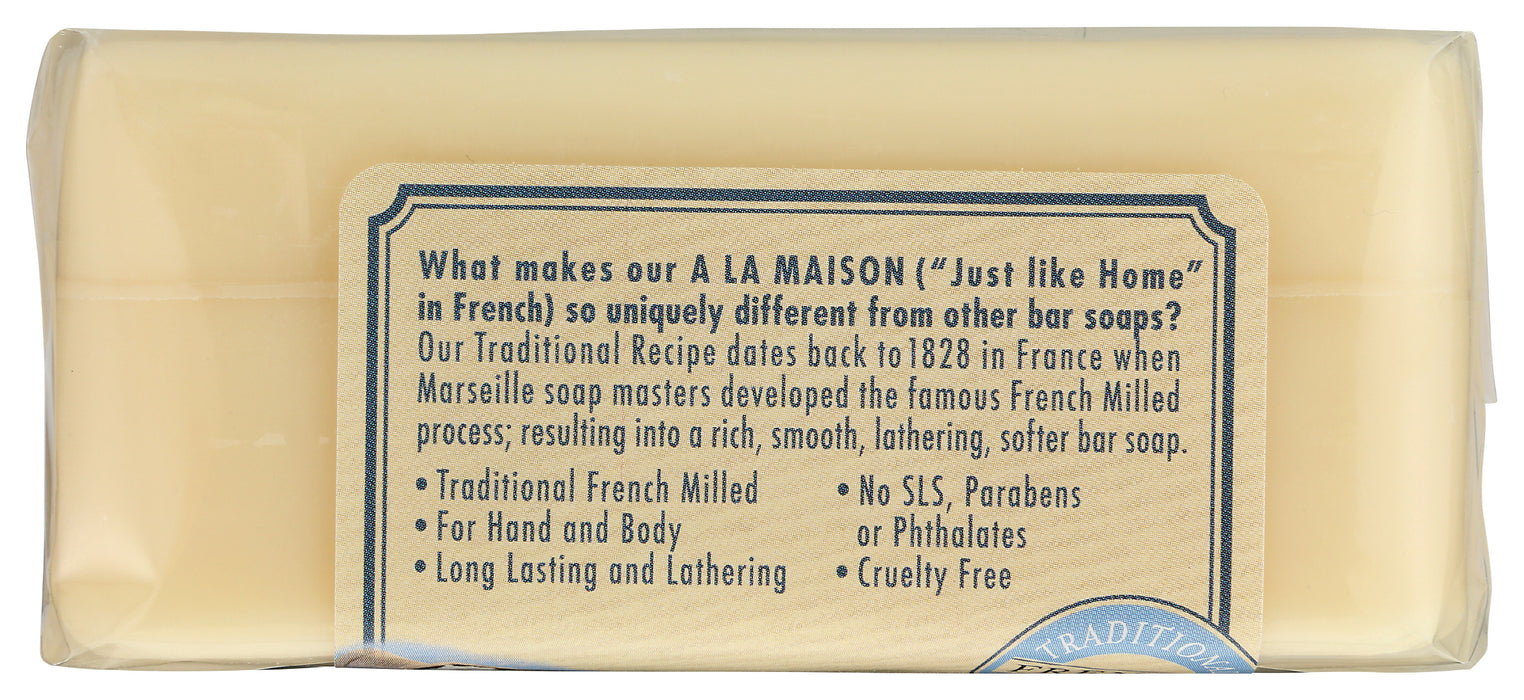 What makes our A LA MAISON (“Just like Home”
in French) so uniquely different from other bar soaps?
Our Traditional Recipe dates back to 1828 in France when
Marseille soap masters developed the famous French Milled
process; resulting into a rich, smooth, lathering, softer bar soap.
• Traditional French Milled
• For Hand and Body
• Long Lasting and Lathering
• No SLS, Parabens
or Phthalates
• Cruelty Free